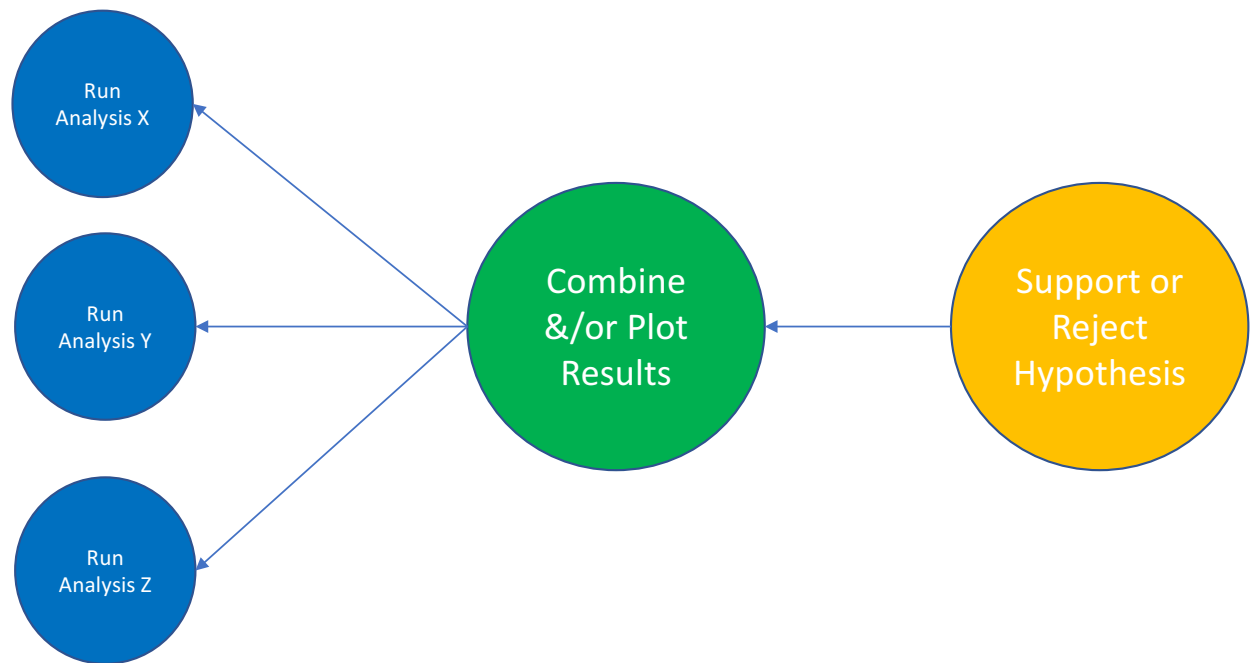 Run
Analysis X
Run
Analysis Y
Run
Analysis Z
Combine
&/or Plot
Results
Support or
Reject
Hypothesis